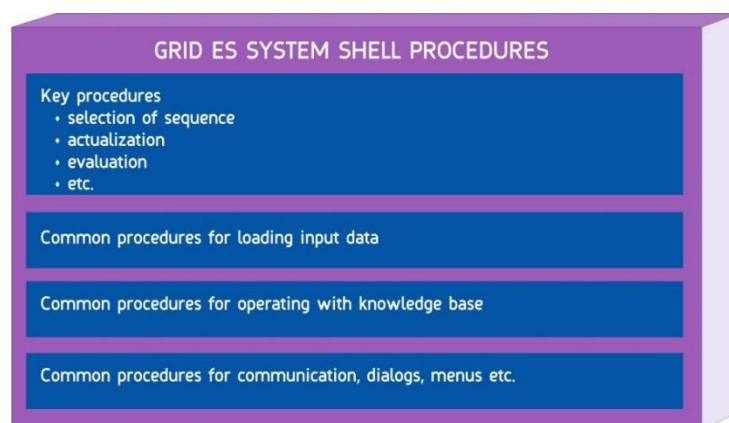 GRID ES SYSTEM SHELL PROCEDURES
Key procedures
• selection of sequence
• actualization
• evaluation
• etc.
Common procedures for loading input data
Common procedures for operating with knowledge base
Common procedures for communication, dialogs, menus etc.